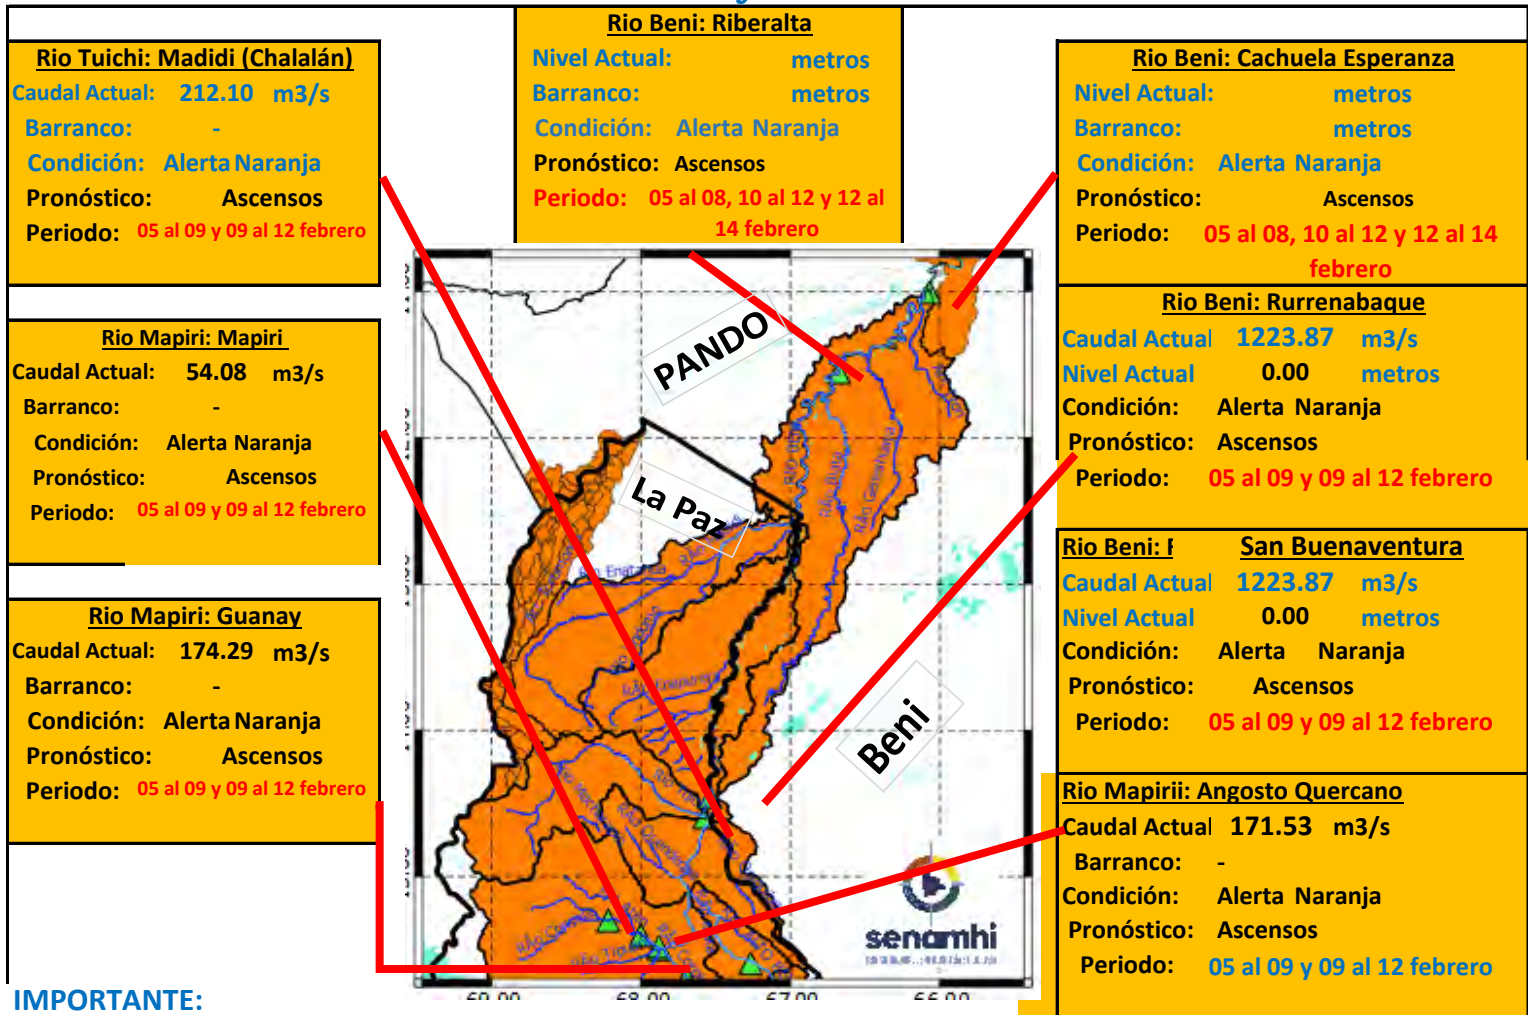 Rio Tuichi: Madidi (Chalalán)
Caudal Actual: 212.10 m3/s
Barranco: -
Condición: Alerta Naranja
Pronóstico: Ascensos
Periodo: 05 al 09 y 09 al 12 febrero
Rio Mapiri: Mapiri
Caudal Actual: 54.08 m3/s
Barranco: -
Condición: Alerta Naranja
Pronóstico: Ascensos
Periodo: 05 al 09 y 09 al 12 febrero
Rio Mapiri: Guanay
Caudal Actual: 174.29 m3/s
Barranco: -
Condición: Alerta Naranja
Pronóstico: Ascensos
Periodo: 05 al 09 y 09 al 12 febrero
Rio Beni: Riberalta
Nivel Actual: metros
Barranco: metros
Condición: Alerta Naranja
Pronóstico: Ascensos
Periodo: 05 al 08, 10 al 12 y 12 al
14 febrero
PANDO
La Paz
Beni
senamhi
69.00 68.00 67.00 66.00
Rio Beni: Cachuela Esperanza
Nivel Actual: metros
Barranco: metros
Condición: Alerta Naranja
Pronóstico: Ascensos
Periodo: 05 al 08, 10 al 12 y 12 al 14
febrero
Rio Beni: Rurrenabaque
Caudal Actual 1223.87 m3/s
Nivel Actual 0.00 metros
Condición: Alerta Naranja
Pronóstico: Ascensos
Periodo: 05 al 09 y 09 al 12 febrero
Rio Beni: San Buenaventura
Caudal Actual 1223.87 m3/s
Nivel Actual 0.00 metros
Condición: Alerta Naranja
Pronóstico: Ascensos
Periodo: 05 al 09 y 09 al 12 febrero
Rio Mapirii: Angosto Quercano
Caudal Actual 171.53 m3/s
Barranco: -
Condición: Alerta Naranja
Pronóstico: Ascensos
Periodo: 05 al 09 y 09 al 12 febrero
IMPORTANTE: